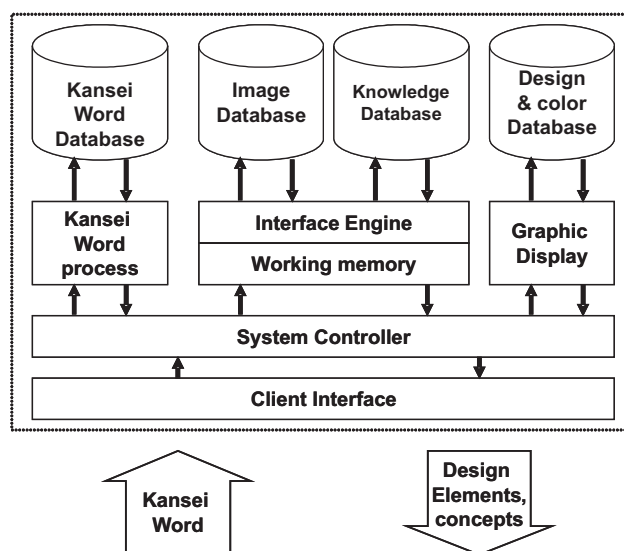 Kansei
Word
Database
Image
Database
Knowledge
Database
Design
& color
Database
Kansei
Word
process
Interface Engine
Working memory
Graphic
Display
System Controller
Client Interface
Kansei
Word
Design
Elements,
concepts